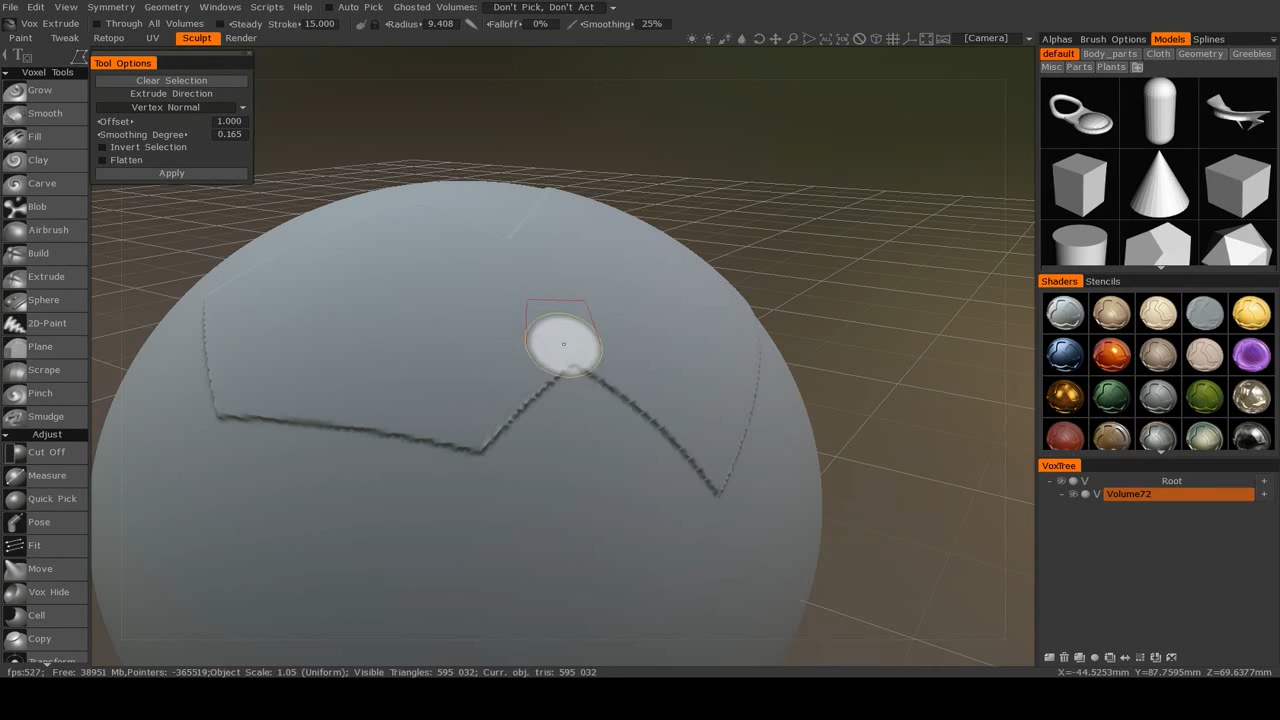 File Edit View Symmetry Geometry Windows Scripts Help Auto Pick Ghosted Volumes: Don't Pick, Don't Act
Vox Extrude Through All Volumes Steady Stroke 15.000 Radius 9.408 Falloff 0% Smoothing 25%
Paint Tweak Retopo UV Sculpt Render [Camera]
Alphas Brush Options Models Splines
default Body_parts Cloth Geometry Greebles
Misc Parts Plants
Tool Options
Clear Selection
Extrude Direction
Vertex Normal
Offset 1.000
Smoothing Degree 0.165
Invert Selection
Flatten
Apply
Voxel Tools
Grow
Smooth
Fill
Clay
Carve
Blob
Airbrush
Build
Extrude
Sphere
2D-Paint
Plane
Scrape
Pinch
Smudge
Adjust
Cut Off
Measure
Quick Pick
Pose
Fit
Move
Vox Hide
Cell
Copy
Transform
Shaders Stencils
VoxTree
V Root
V Volume72
fps:527; Free: 38951 Mb,Pointers: -365519;Object Scale: 1.05 (Uniform); Visible Triangles: 595 032; Curr. obj. tris: 595 032 X=-44.5253mm Y=87.7595mm Z=69.6377mm